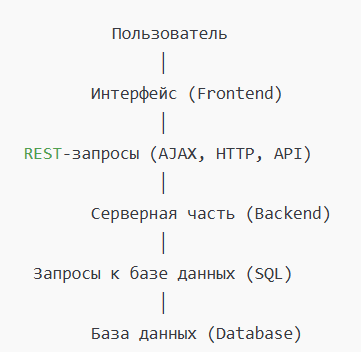 Пользователь
Интерфейс (Frontend)
REST-запросы (AJAX, HTTP, API)
Серверная часть (Backend)
Запросы к базе данных (SQL)
База данных (Database)